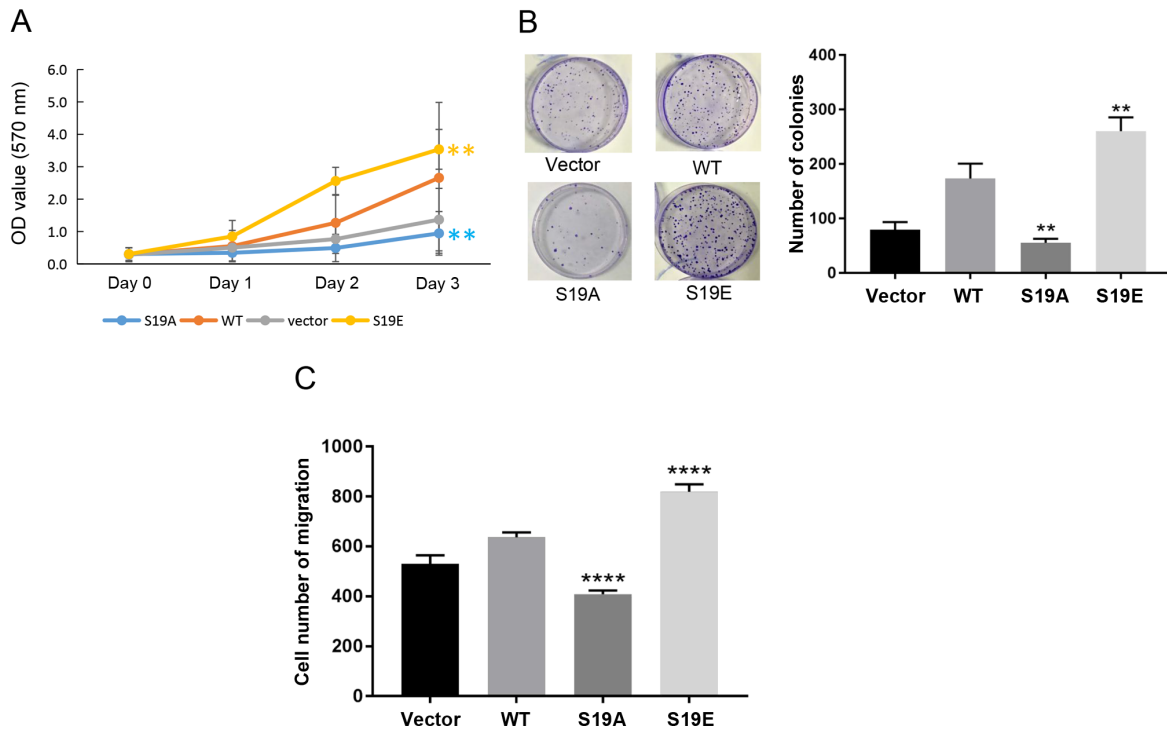 A
OD value (570 nm)
6.0
5.0
4.0
3.0
2.0
1.0
0.0
**
**
Day 0 Day 1 Day 2 Day 3
S19A WT vector S19E
B
Vector WT
S19A S19E
Number of colonies
400
300
200
100
0
**
**
Vector WT S19A S19E
C
Cell number of migration
1000
800
600
400
200
0
****
****
Vector WT S19A S19E